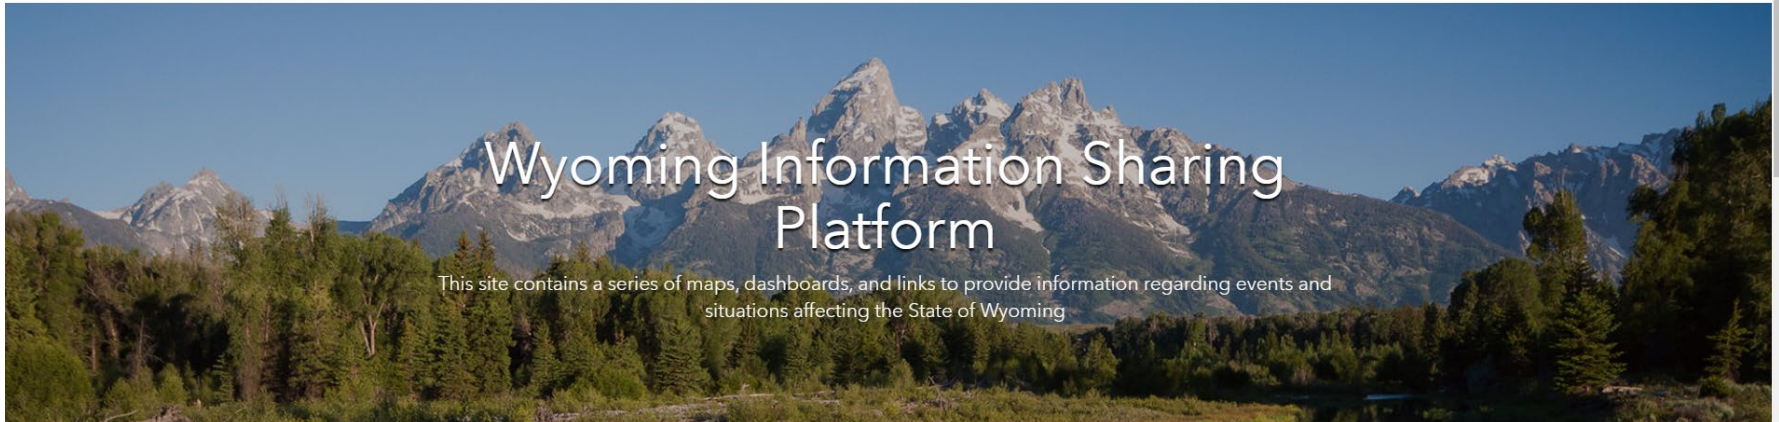 Wyoming Information Sharing
Platform
This site contains a series of maps, dashboards, and links to provide information regarding events and
situations affecting the State of Wyoming